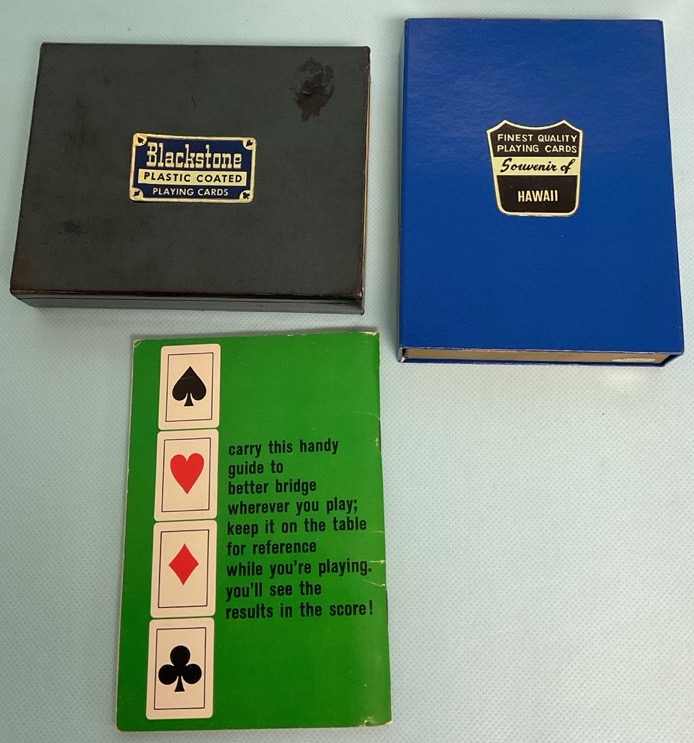 Blackstone
PLASTIC COATED
PLAYING CARDS
FINEST QUALITY
PLAYING CARDS
Souvenir of
HAWAII
carry this handy
guide to
better bridge
wherever you play;
keep it on the table
for reference
while you're playing.
you'll see the
results in the score!